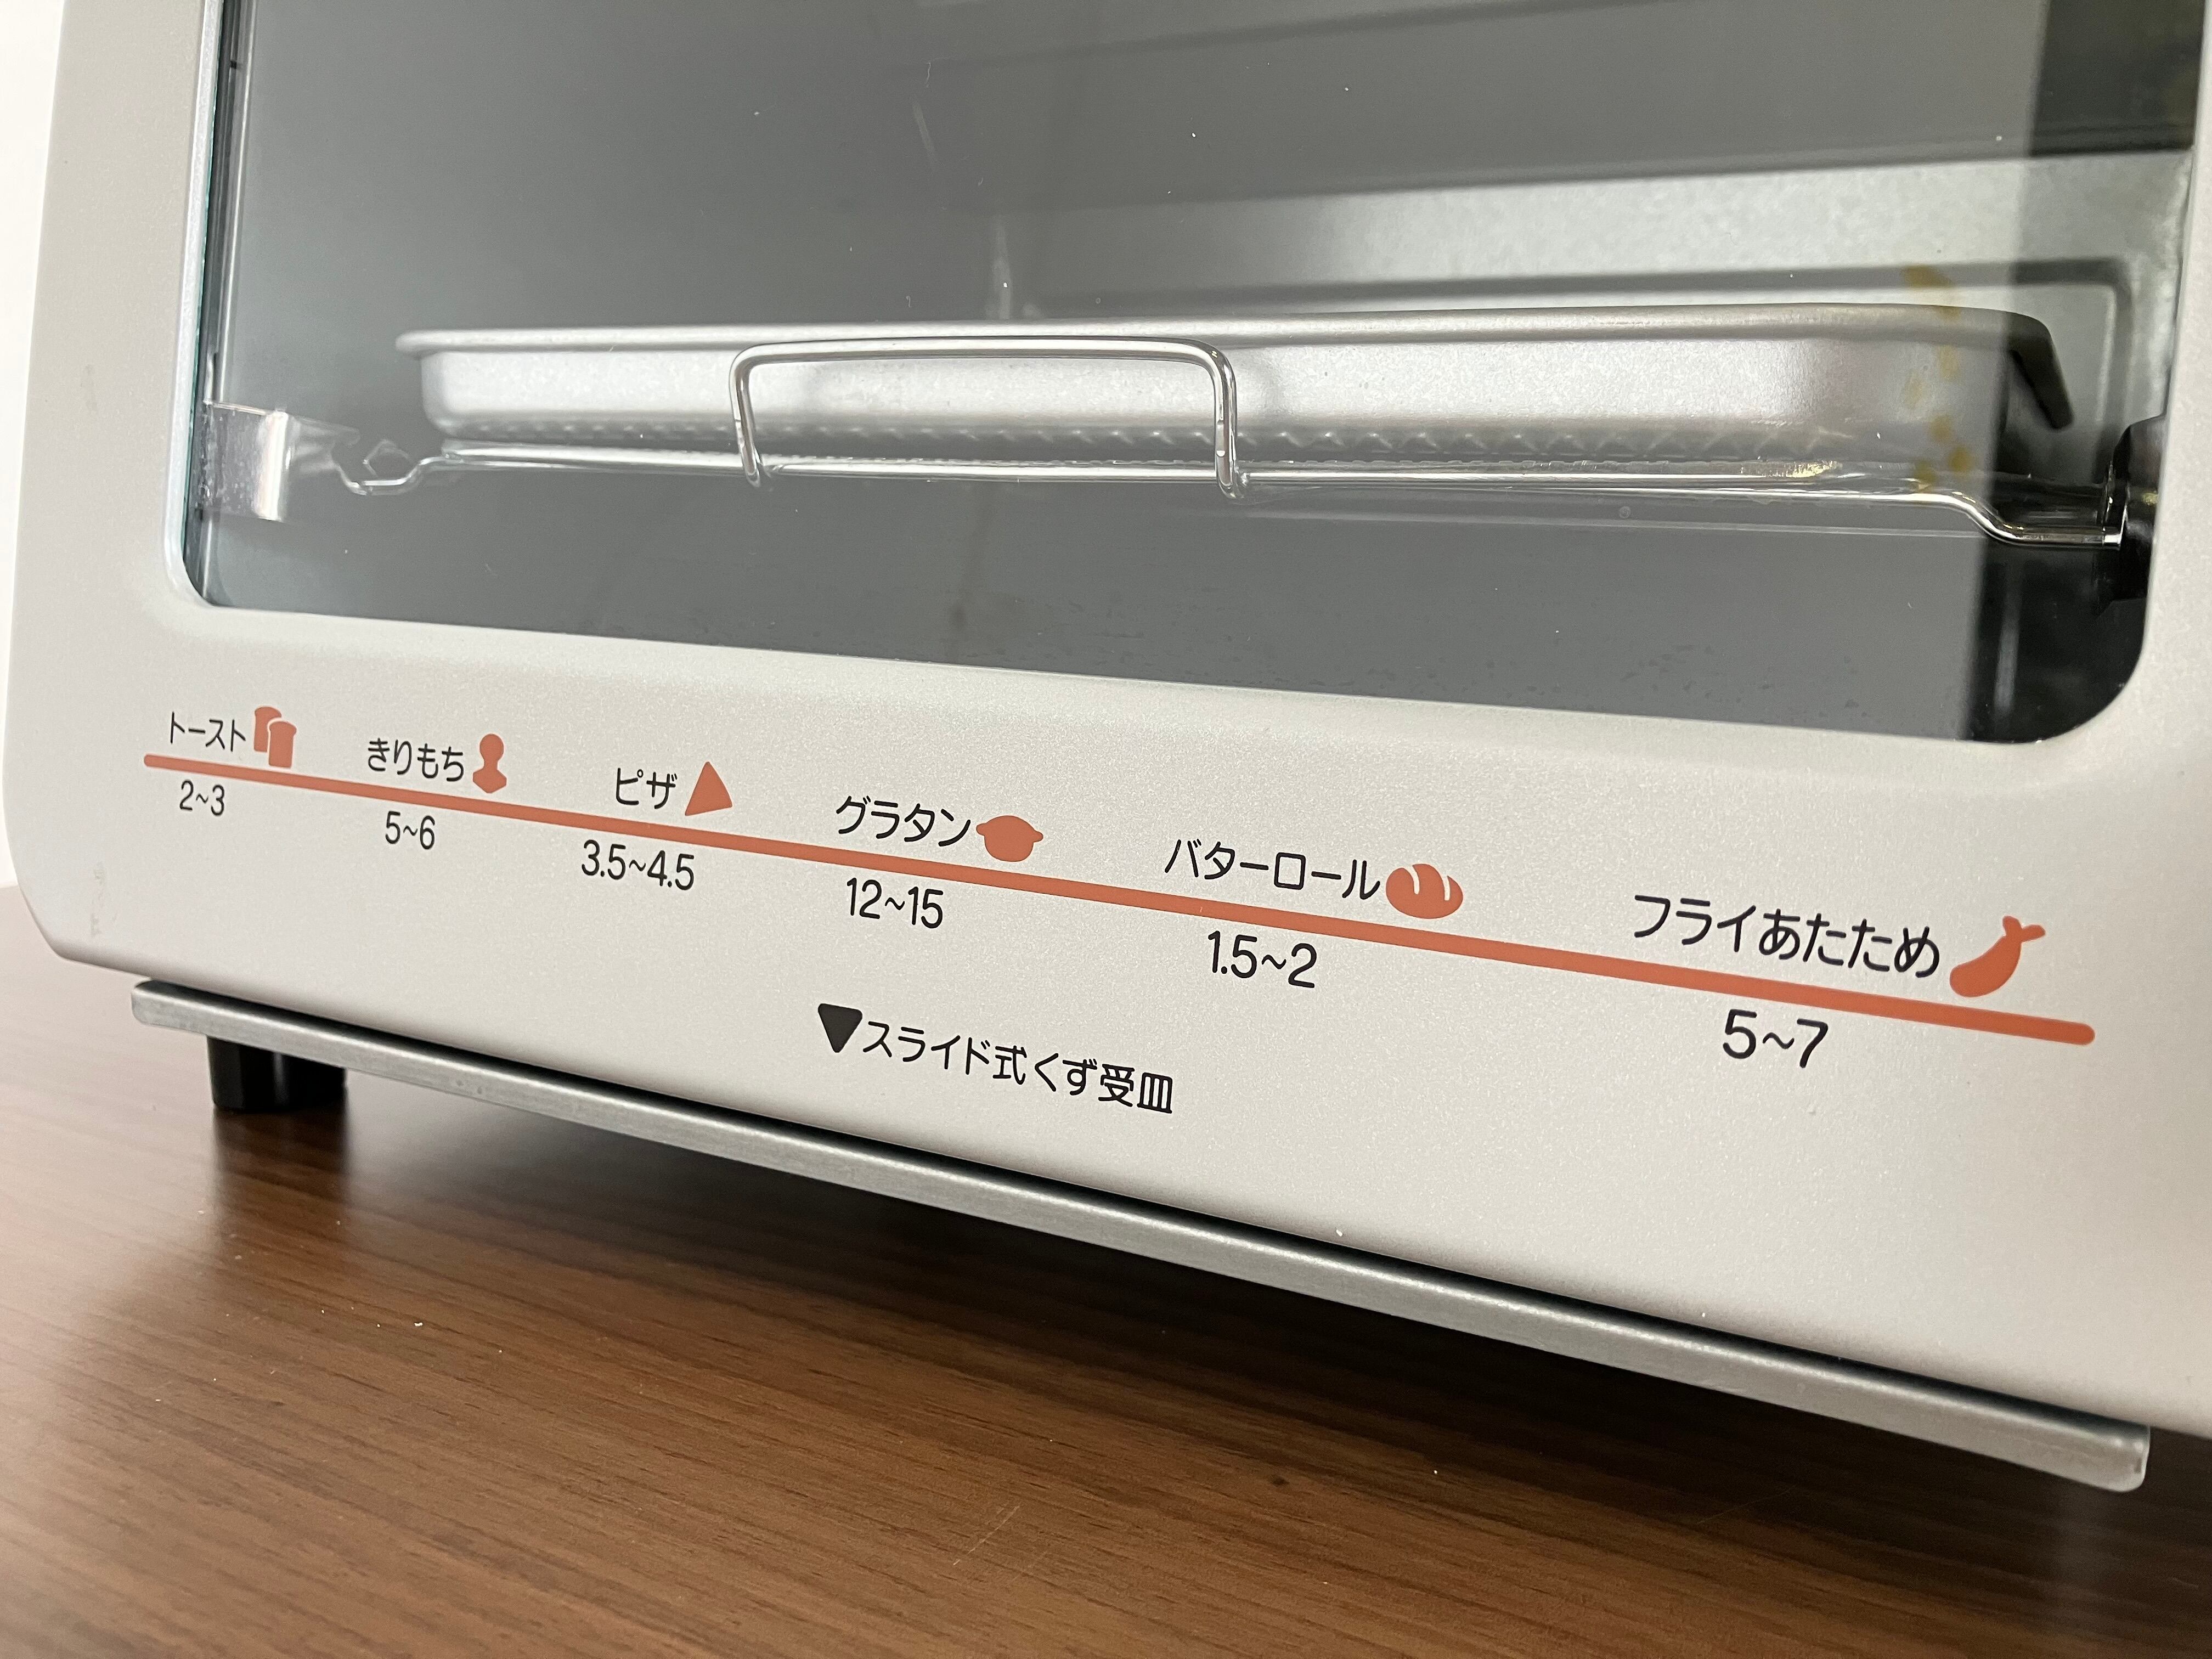 トースト
2~3
きりもち
5~6
ピザ
3.5~4.5
グラタン
12~15
バターロール
1.5~2
フライあたため
5~7
▼スライド式くず受皿